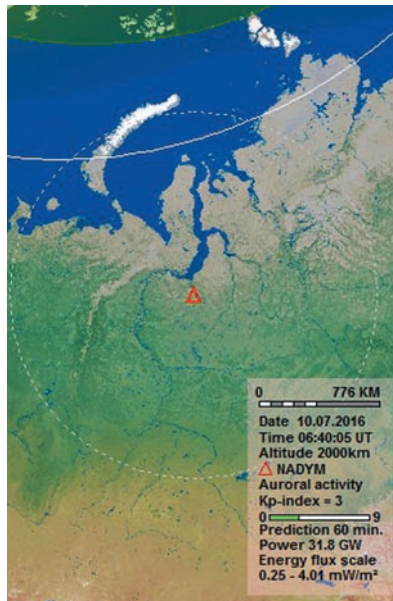 0 776 KM
Date 10.07.2016
Time 06:40:05 UT
Altitude 2000km
NADYM
Auroral activity
Kp-index = 3
0 9
Prediction 60 min.
Power 31.8 GW
Energy flux scale
0.25 - 4.01 mW/m²